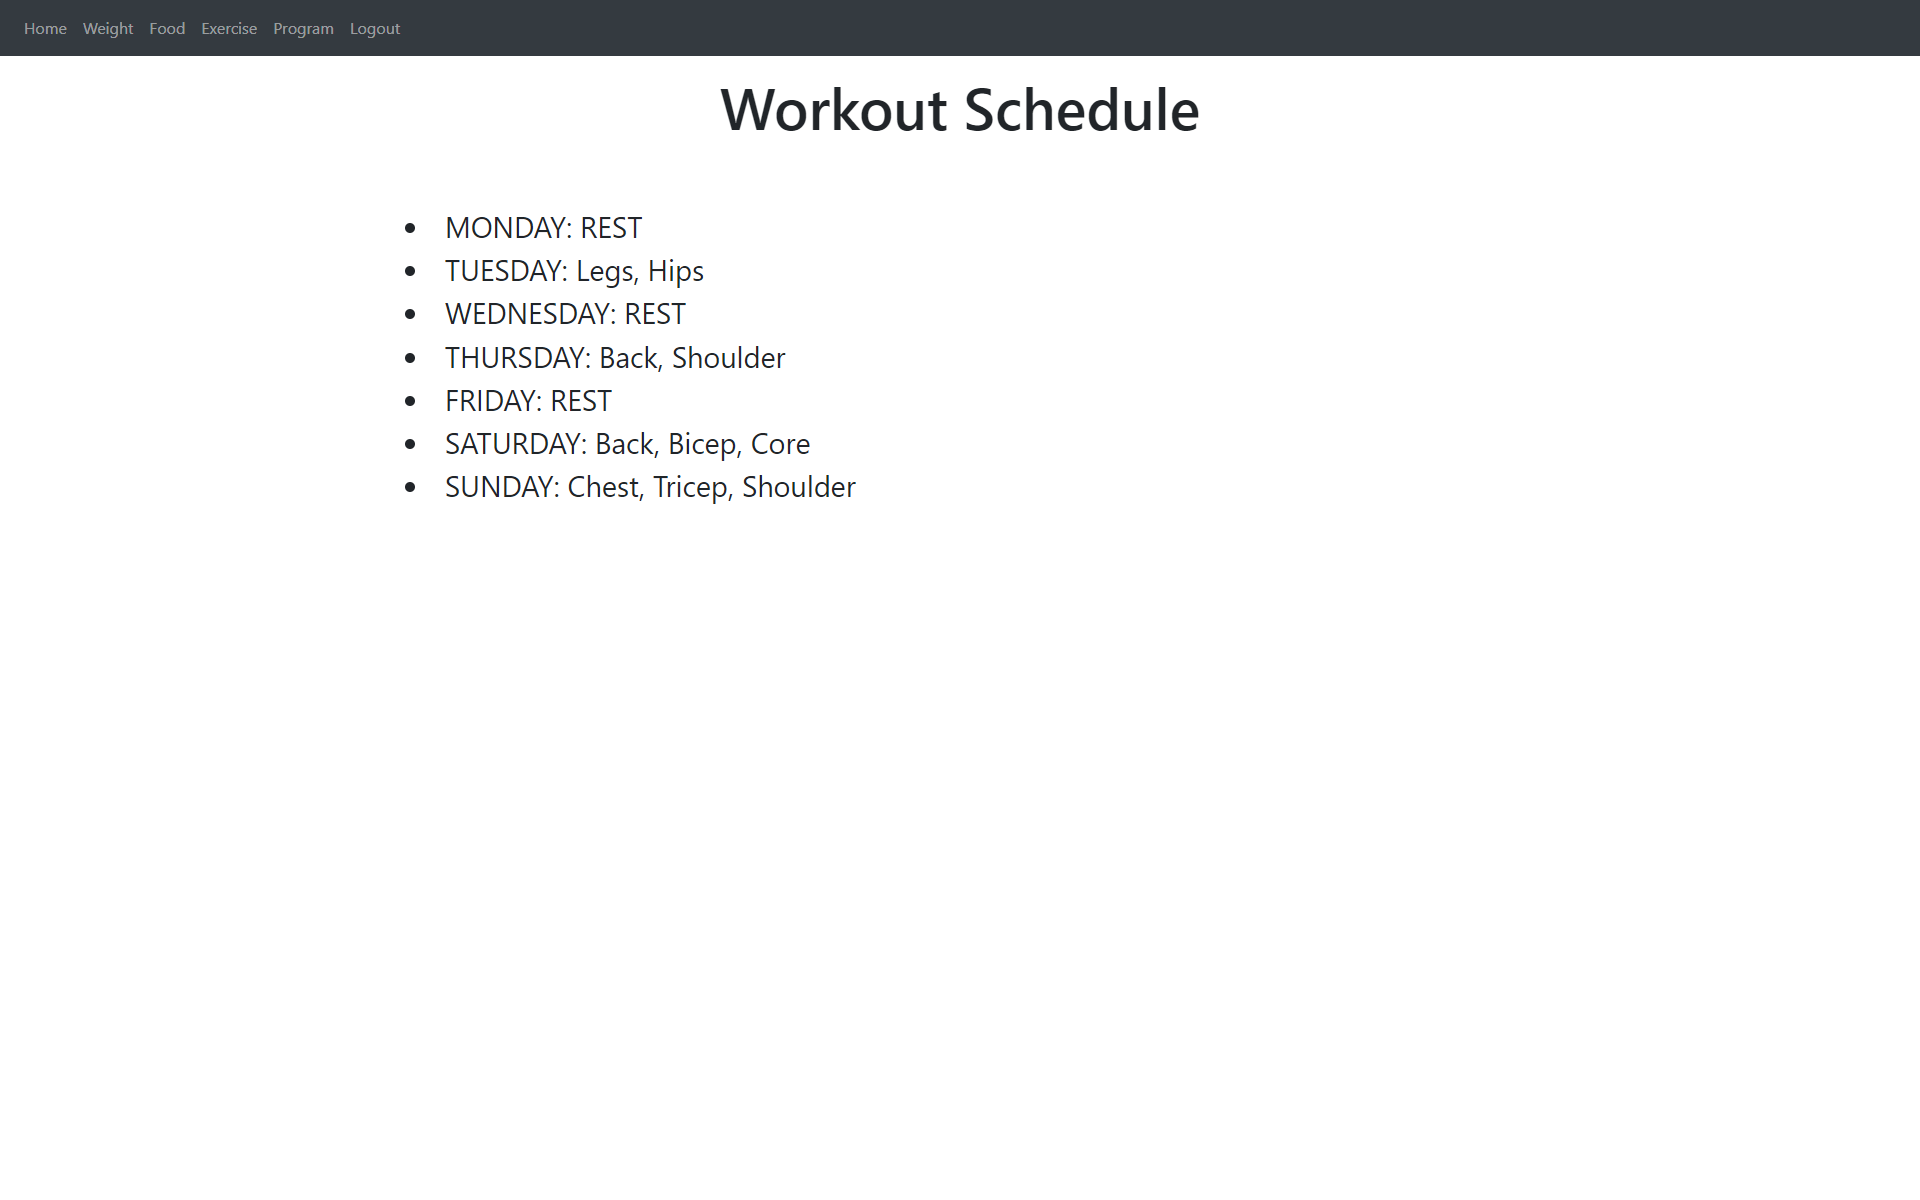 Home Weight Food Exercise Program Logout
Workout Schedule
MONDAY: REST
TUESDAY: Legs, Hips
WEDNESDAY: REST
THURSDAY: Back, Shoulder
FRIDAY: REST
SATURDAY: Back, Bicep, Core
SUNDAY: Chest, Tricep, Shoulder